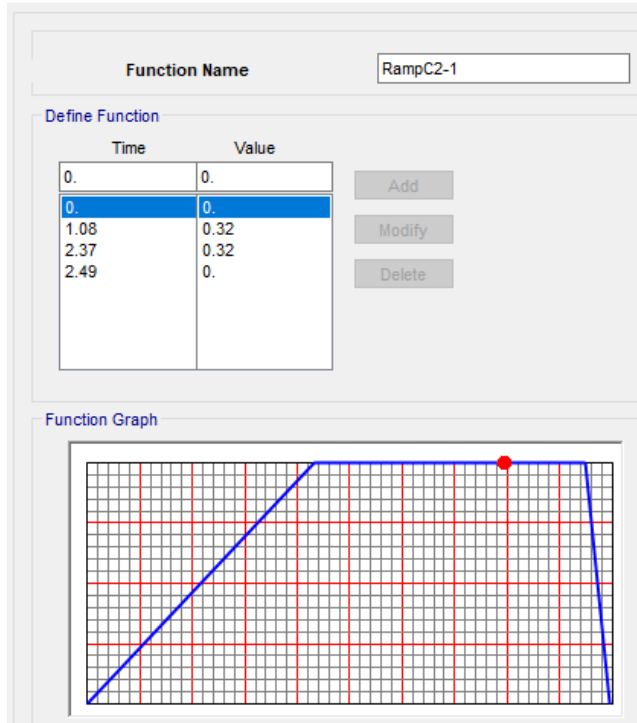 Function Name RampC2-1
Define Function
Time Value
0. 0.
0. 0.
1.08 0.32
2.37 0.32
2.49 0.
Add
Modify
Delete
Function Graph